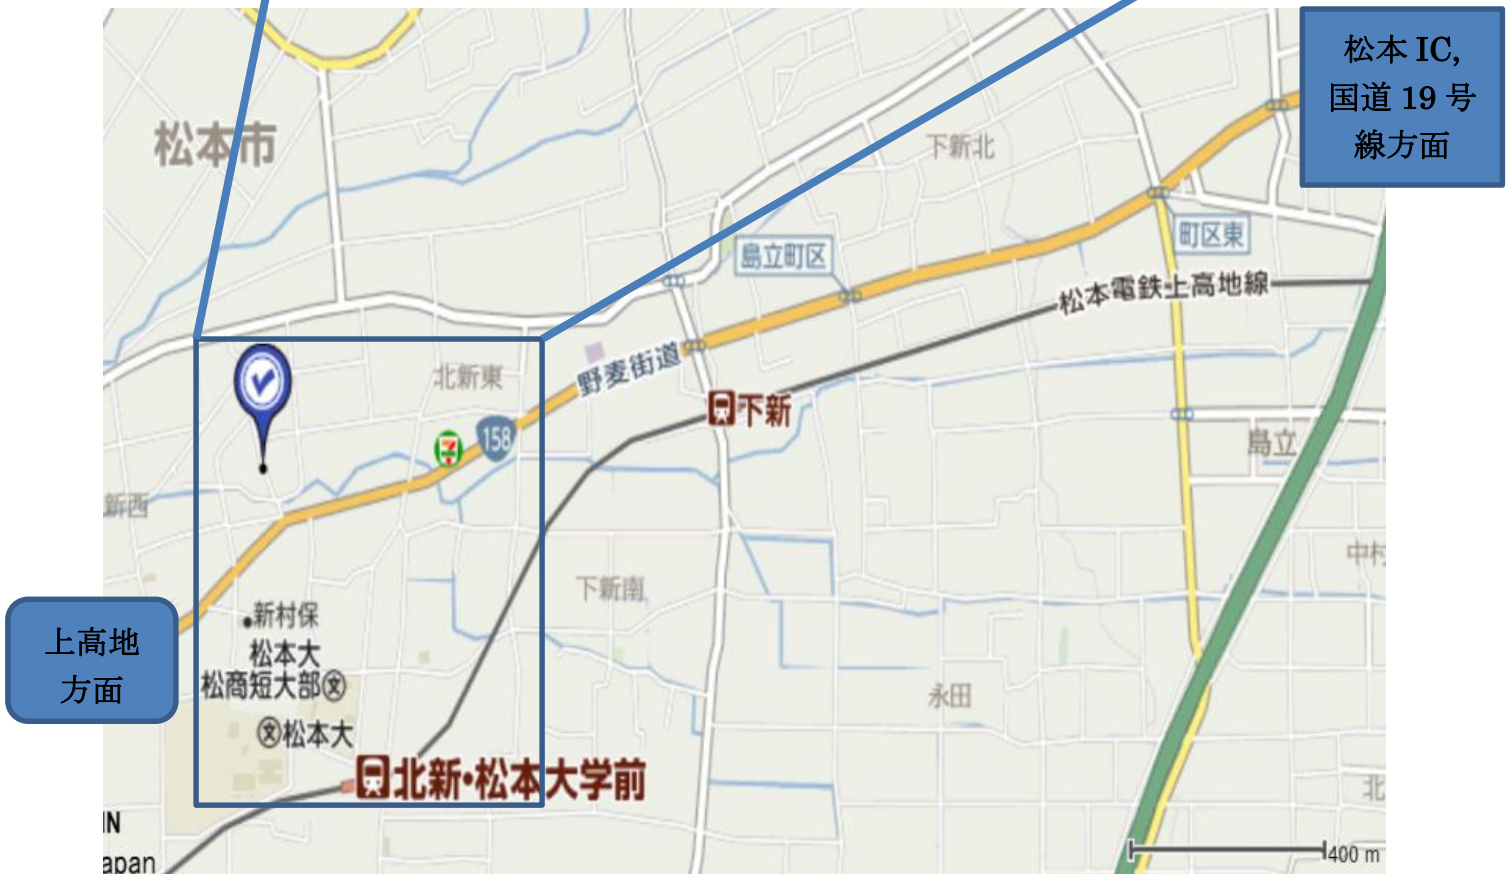 松本 IC,
国道 19 号
線方面
松本市
下新北
町区東
島立町区
松本電鉄上高地線
野麦街道
北新東
下新
158
7
島立
新西
中村
下新南
新村保
上高地
方面
松本大
松商短大部文
永田
文松本大
北新・松本大学前
北
IN
apan
400 m